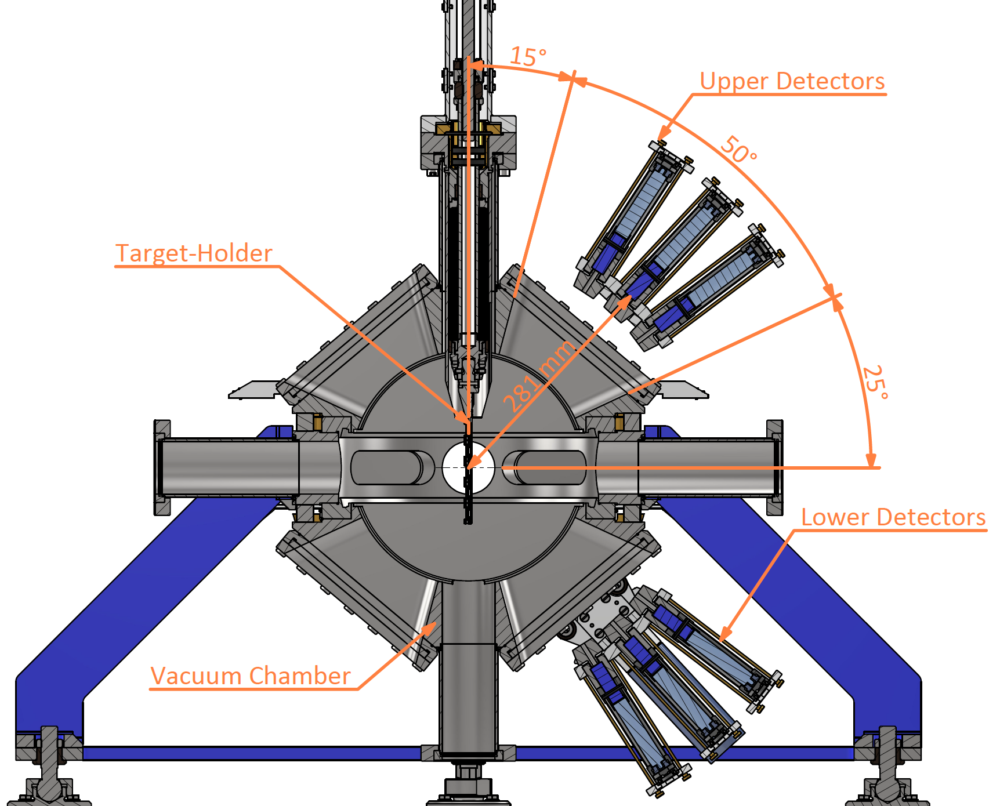 15°
Upper Detectors
50°
Target-Holder
281 mm
25°
Lower Detectors
Vacuum Chamber